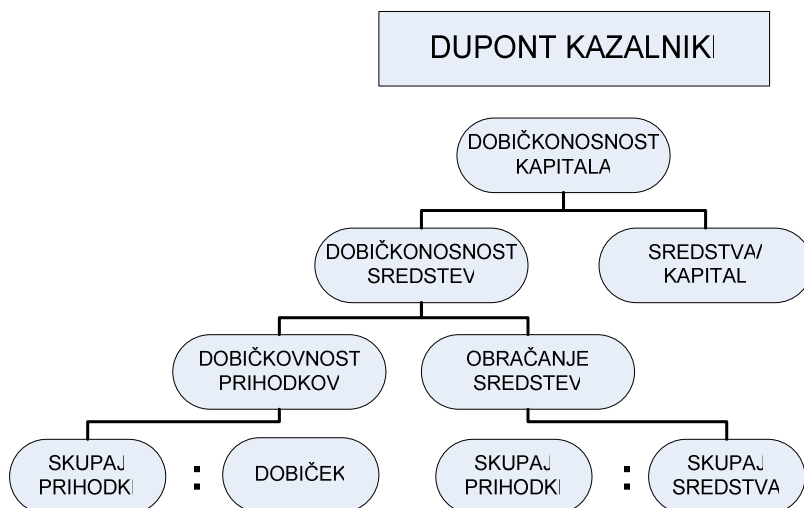 DUPONT KAZALNIKI
DOBIČKONOSNOST
KAPITALA
DOBIČKONOSNOST
SREDSTEV
SREDSTVA/
KAPITAL
DOBIČKOVNOST
PRIHODKOV
OBRAČANJE
SREDSTEV
SKUPAJ
PRIHODKI
:
DOBIČEK
SKUPAJ
PRIHODKI
:
SKUPAJ
SREDSTVA